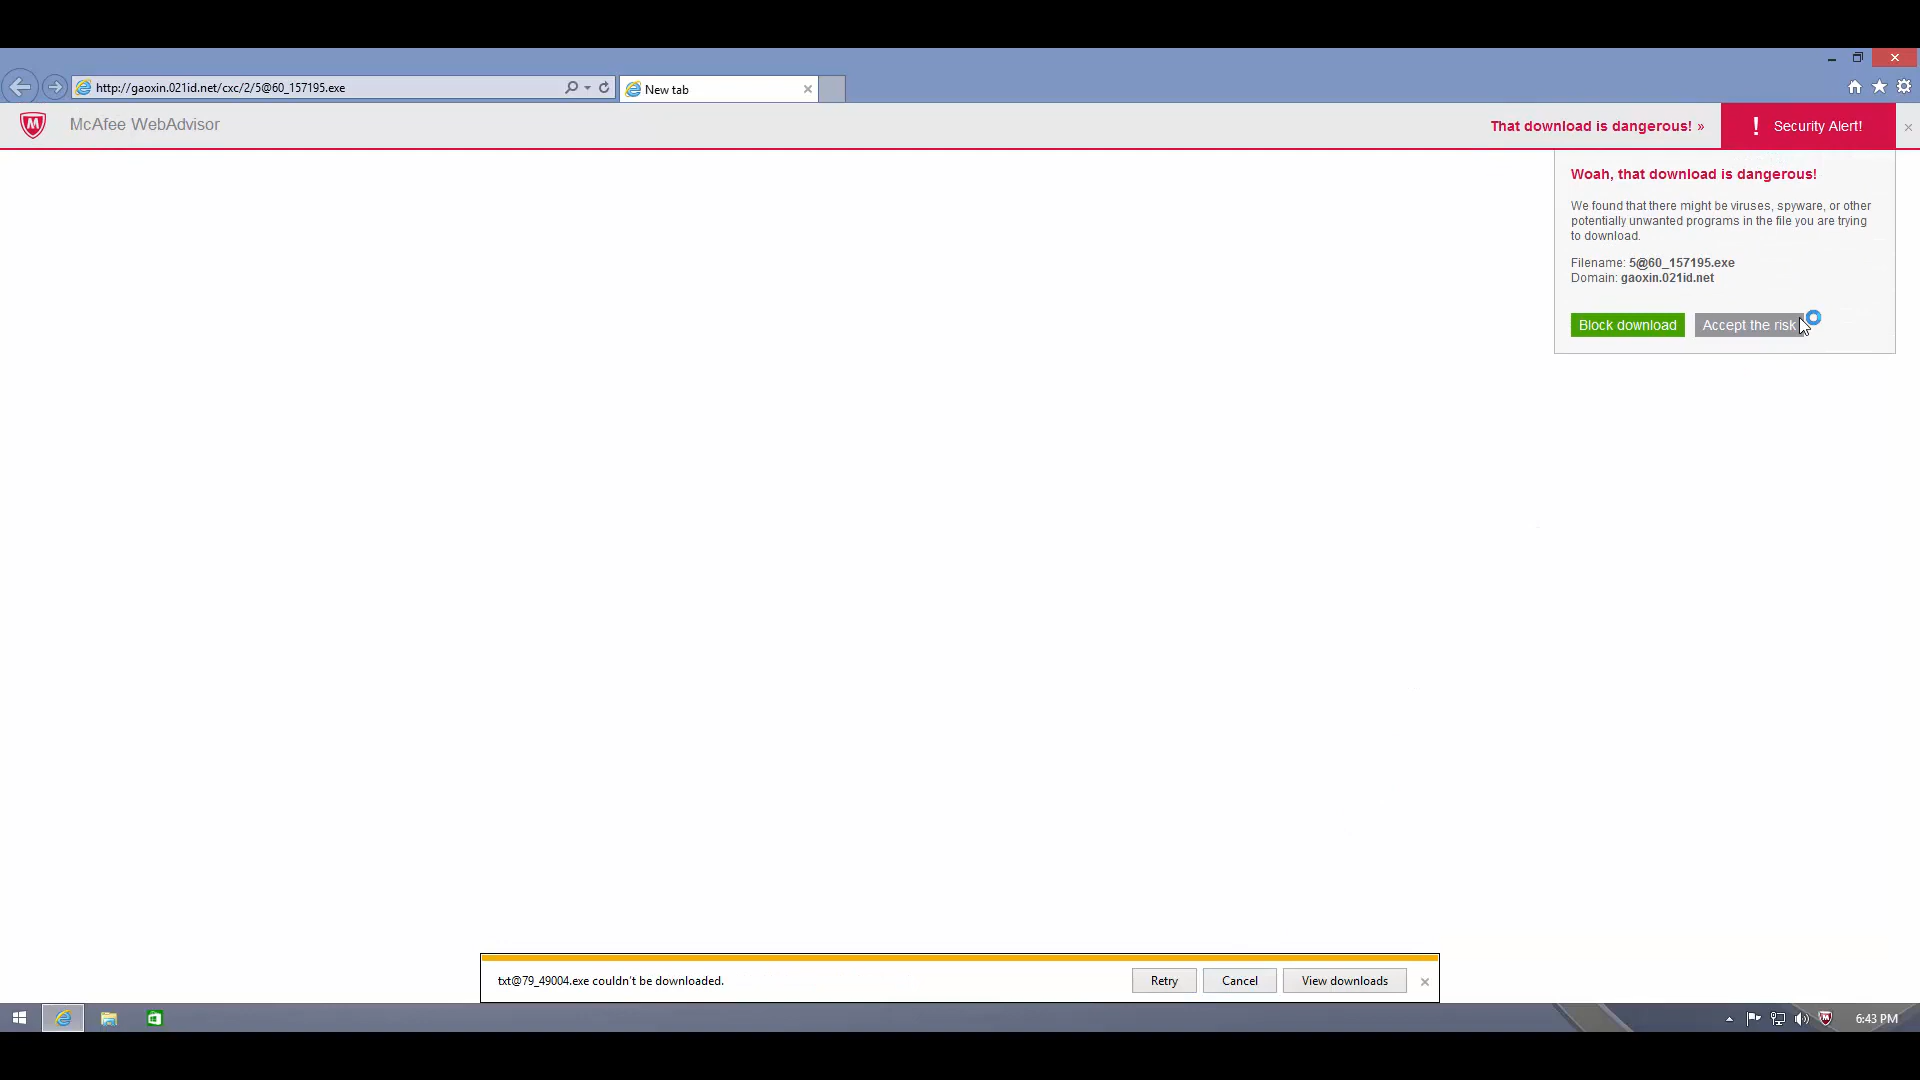 http://gaoxin.021id.net/cxc/2/5@60_157195.exe
New tab
McAfee WebAdvisor
That download is dangerous! »
! Security Alert!
Woah, that download is dangerous!
We found that there might be viruses, spyware, or other
potentially unwanted programs in the file you are trying
to download.
Filename: 5@60_157195.exe
Domain: gaoxin.021id.net
Block download
Accept the risk
txt@79_49004.exe couldn't be downloaded.
Retry
Cancel
View downloads
6:43 PM